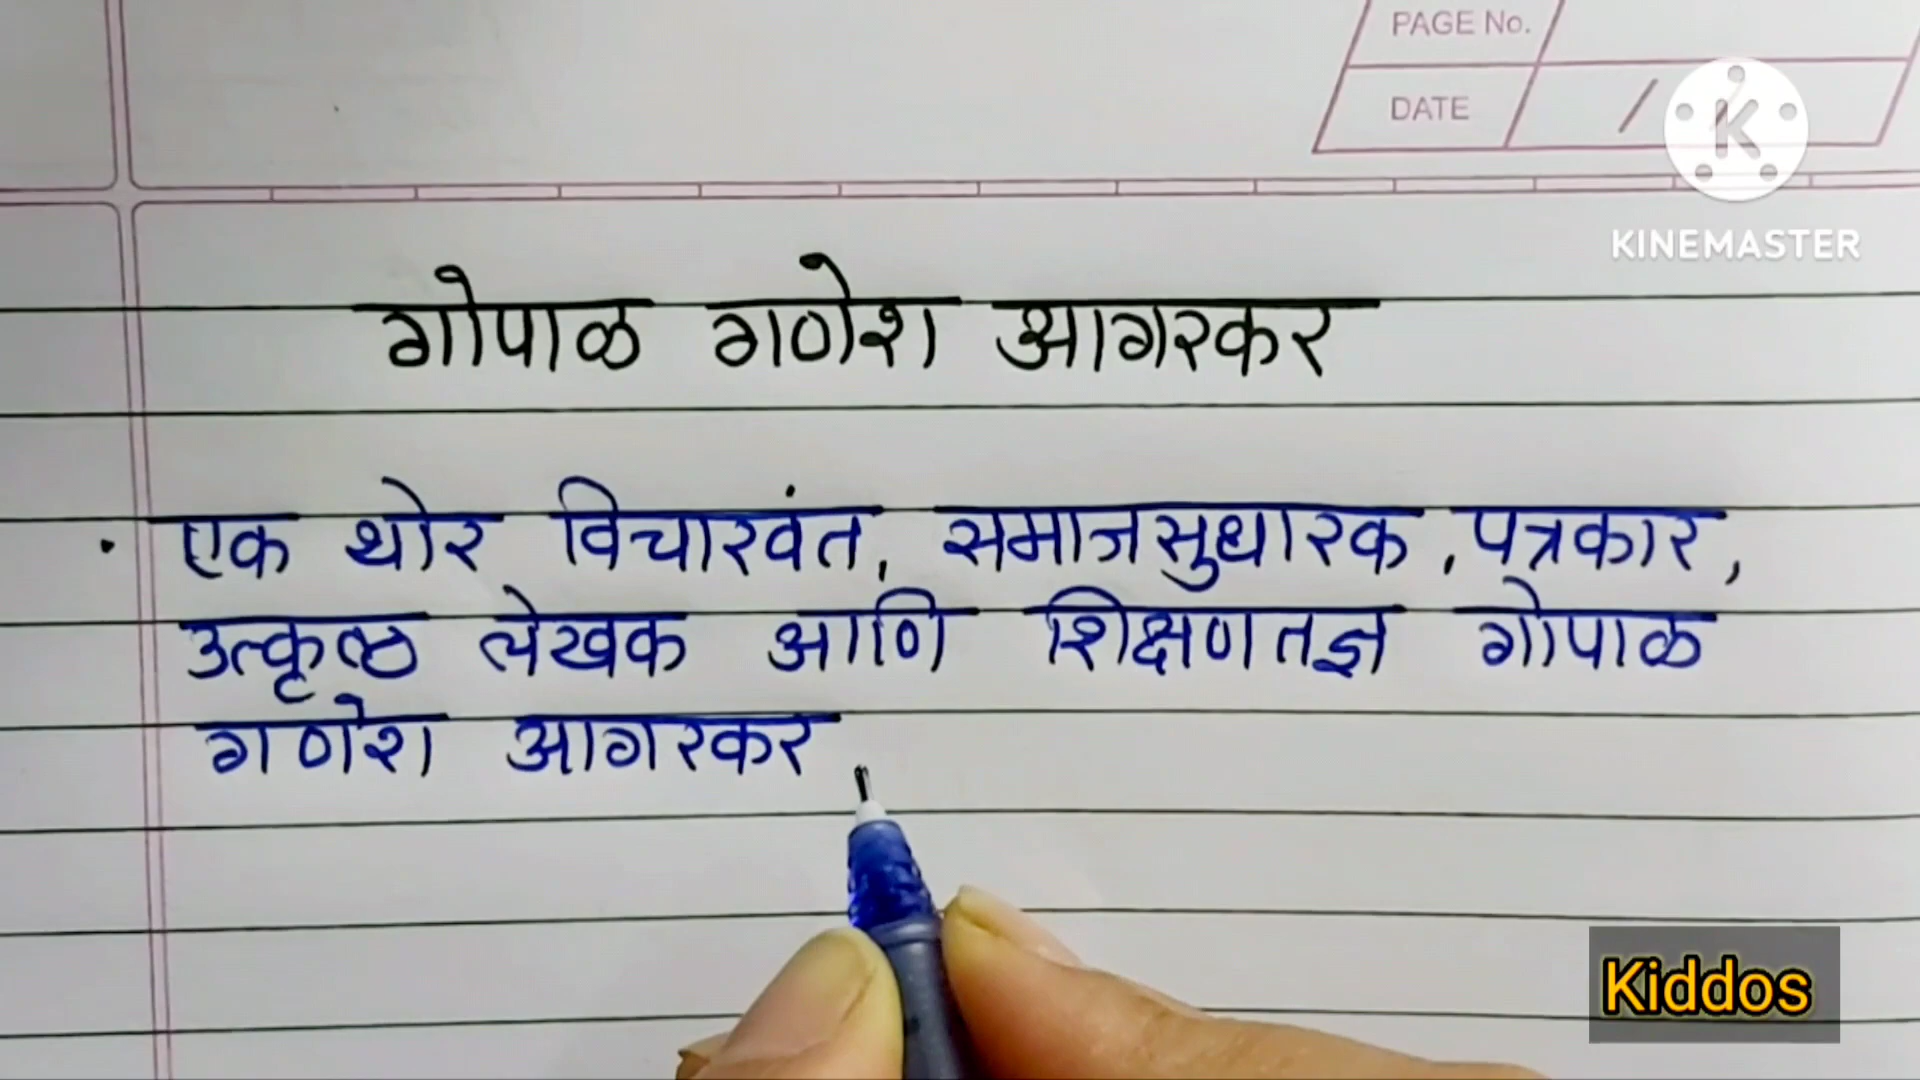 PAGE No.
DATE /
K
KINEMASTER
गोपाळ गणेश आगरकर
· एक थोर विचारवंत, समाजसुधारक, पत्रकार,
उत्कृष्ठ लेखक आणि शिक्षणतज्ञ गोपाळ
गणेश आगरकर
Kiddos